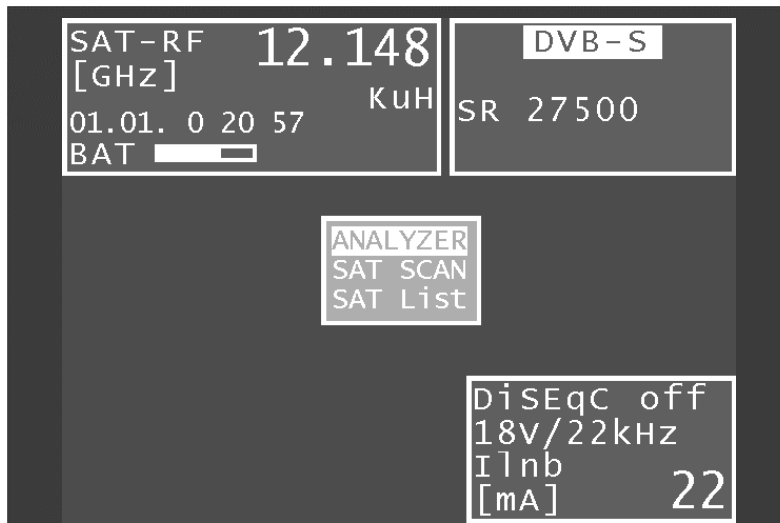 SAT-RF 12.148
[GHz]
KuH
01.01. 0 20 57
BAT
DVB-S
SR 27500
ANALYZER
SAT SCAN
SAT List
DiSEqC off
18V/22kHz
Ilnb
[mA] 22